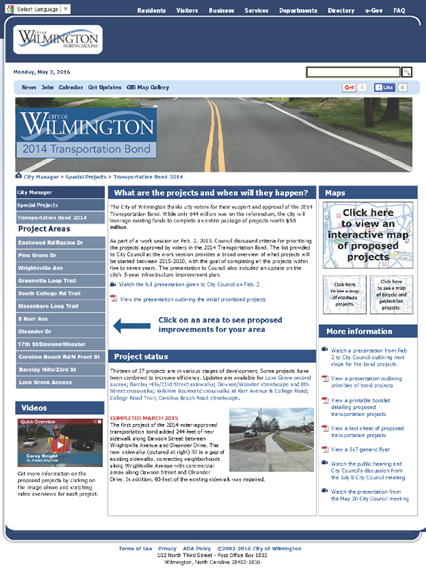 Select Language
Residents Visitors Business Services Departments Directory e-Gov FAQ
CITY OF
WILMINGTON
NORTH CAROLINA
Monday, May 2, 2016
News Jobs Calendar Get Updates GIS Map Gallery
0 Like 0
CITY OF
WILMINGTON
2014 Transportation Bond
City Manager > Special Projects > Transportation Bond 2014
City Manager
Special Projects
Transportation Bond 2014
Project Areas
Eastwood Rd/Racine Dr
Pine Grove Dr
Wrightsville Ave
Greenville Loop Trail
South College Rd Trail
Masonboro Loop Trail
S Kerr Ave
Oleander Dr
17th St/Dawson/Wooster
Carolina Beach Rd/N Front St
Barclay Hills/23rd St
Love Grove Access
Videos
Quick Overview
Corey Knight
Get more information on the
proposed projects by clicking on
the image above and watching
video overviews for each project.
What are the projects and when will they happen?
The City of Wilmington thanks city voters for their support and approval of the 2014
Transportation Bond. While only $44 million was on the referendum, the city will
leverage existing funds to complete an entire package of projects worth $55
million.
As part of a work session on Feb. 2, 2015, Council discussed criteria for prioritizing
the projects approved by voters in the 2014 Transportation Bond. The list provided
to City Council at the work session provides a broad overview of what projects will
be started between 2015-2020, with the goal of completing all the projects within
five to seven years. The presentation to Council also included an update on the
city's 5-year infrastructure improvement plan.
Watch the full presentation given to City Council on Feb. 2
View the presentation outlining the initial prioritized projects
Click on an area to see proposed
improvements for your area
Project status
Thirteen of 37 projects are in various stages of development. Some projects have
been combined to increase efficiency. Updates are available for Love Grove second
access; Barclay Hills/23rd Street sidewalks; Dawson/Wooster streetscape and 8th
Street crosswalks; Wilshire Boulevard crosswalks at Kerr Avenue & College Road;
College Road Trail; Carolina Beach Road streetscape.
COMPLETED MARCH 2015
The first project of the 2014 voter-approved
transportation bond added 244 feet of new
sidewalk along Dawson Street between
Wrightsville Avenue and Oleander Drive. The
new sidewalk (pictured at right) fill in a gap of
existing sidewalks, connecting neighborhoods
along Wrightsville Avenue with commercial
areas along Dawson Street and Oleander
Drive. In addition, 60-feet of the existing sidewalk was repaired.
Maps
Click here
to view an
interactive map
of proposed
projects
Click here
to see a map
of roadway
projects.
Click here
to see a map
of bicycle and
pedestrian
projects.
More information
Watch a presentation from Feb.
2 to City Council outlining next
steps for the bond projects.
View a presentation outlining
priorities of bond projects
View a printable booklet
detailing proposed
transportation projects
View a fact sheet of proposed
transportation projects
View a 5x7 generic flyer
Watch the public hearing and
City Council's discussion from
the July 8 City Council meeting
Watch the presentation from
the May 20 City Council meeting
Terms of Use Privacy ADA Policy ©2002-2016 City of Wilmington
102 North Third Street - Post Office Box 1810
Wilmington, North Carolina 28402-1810